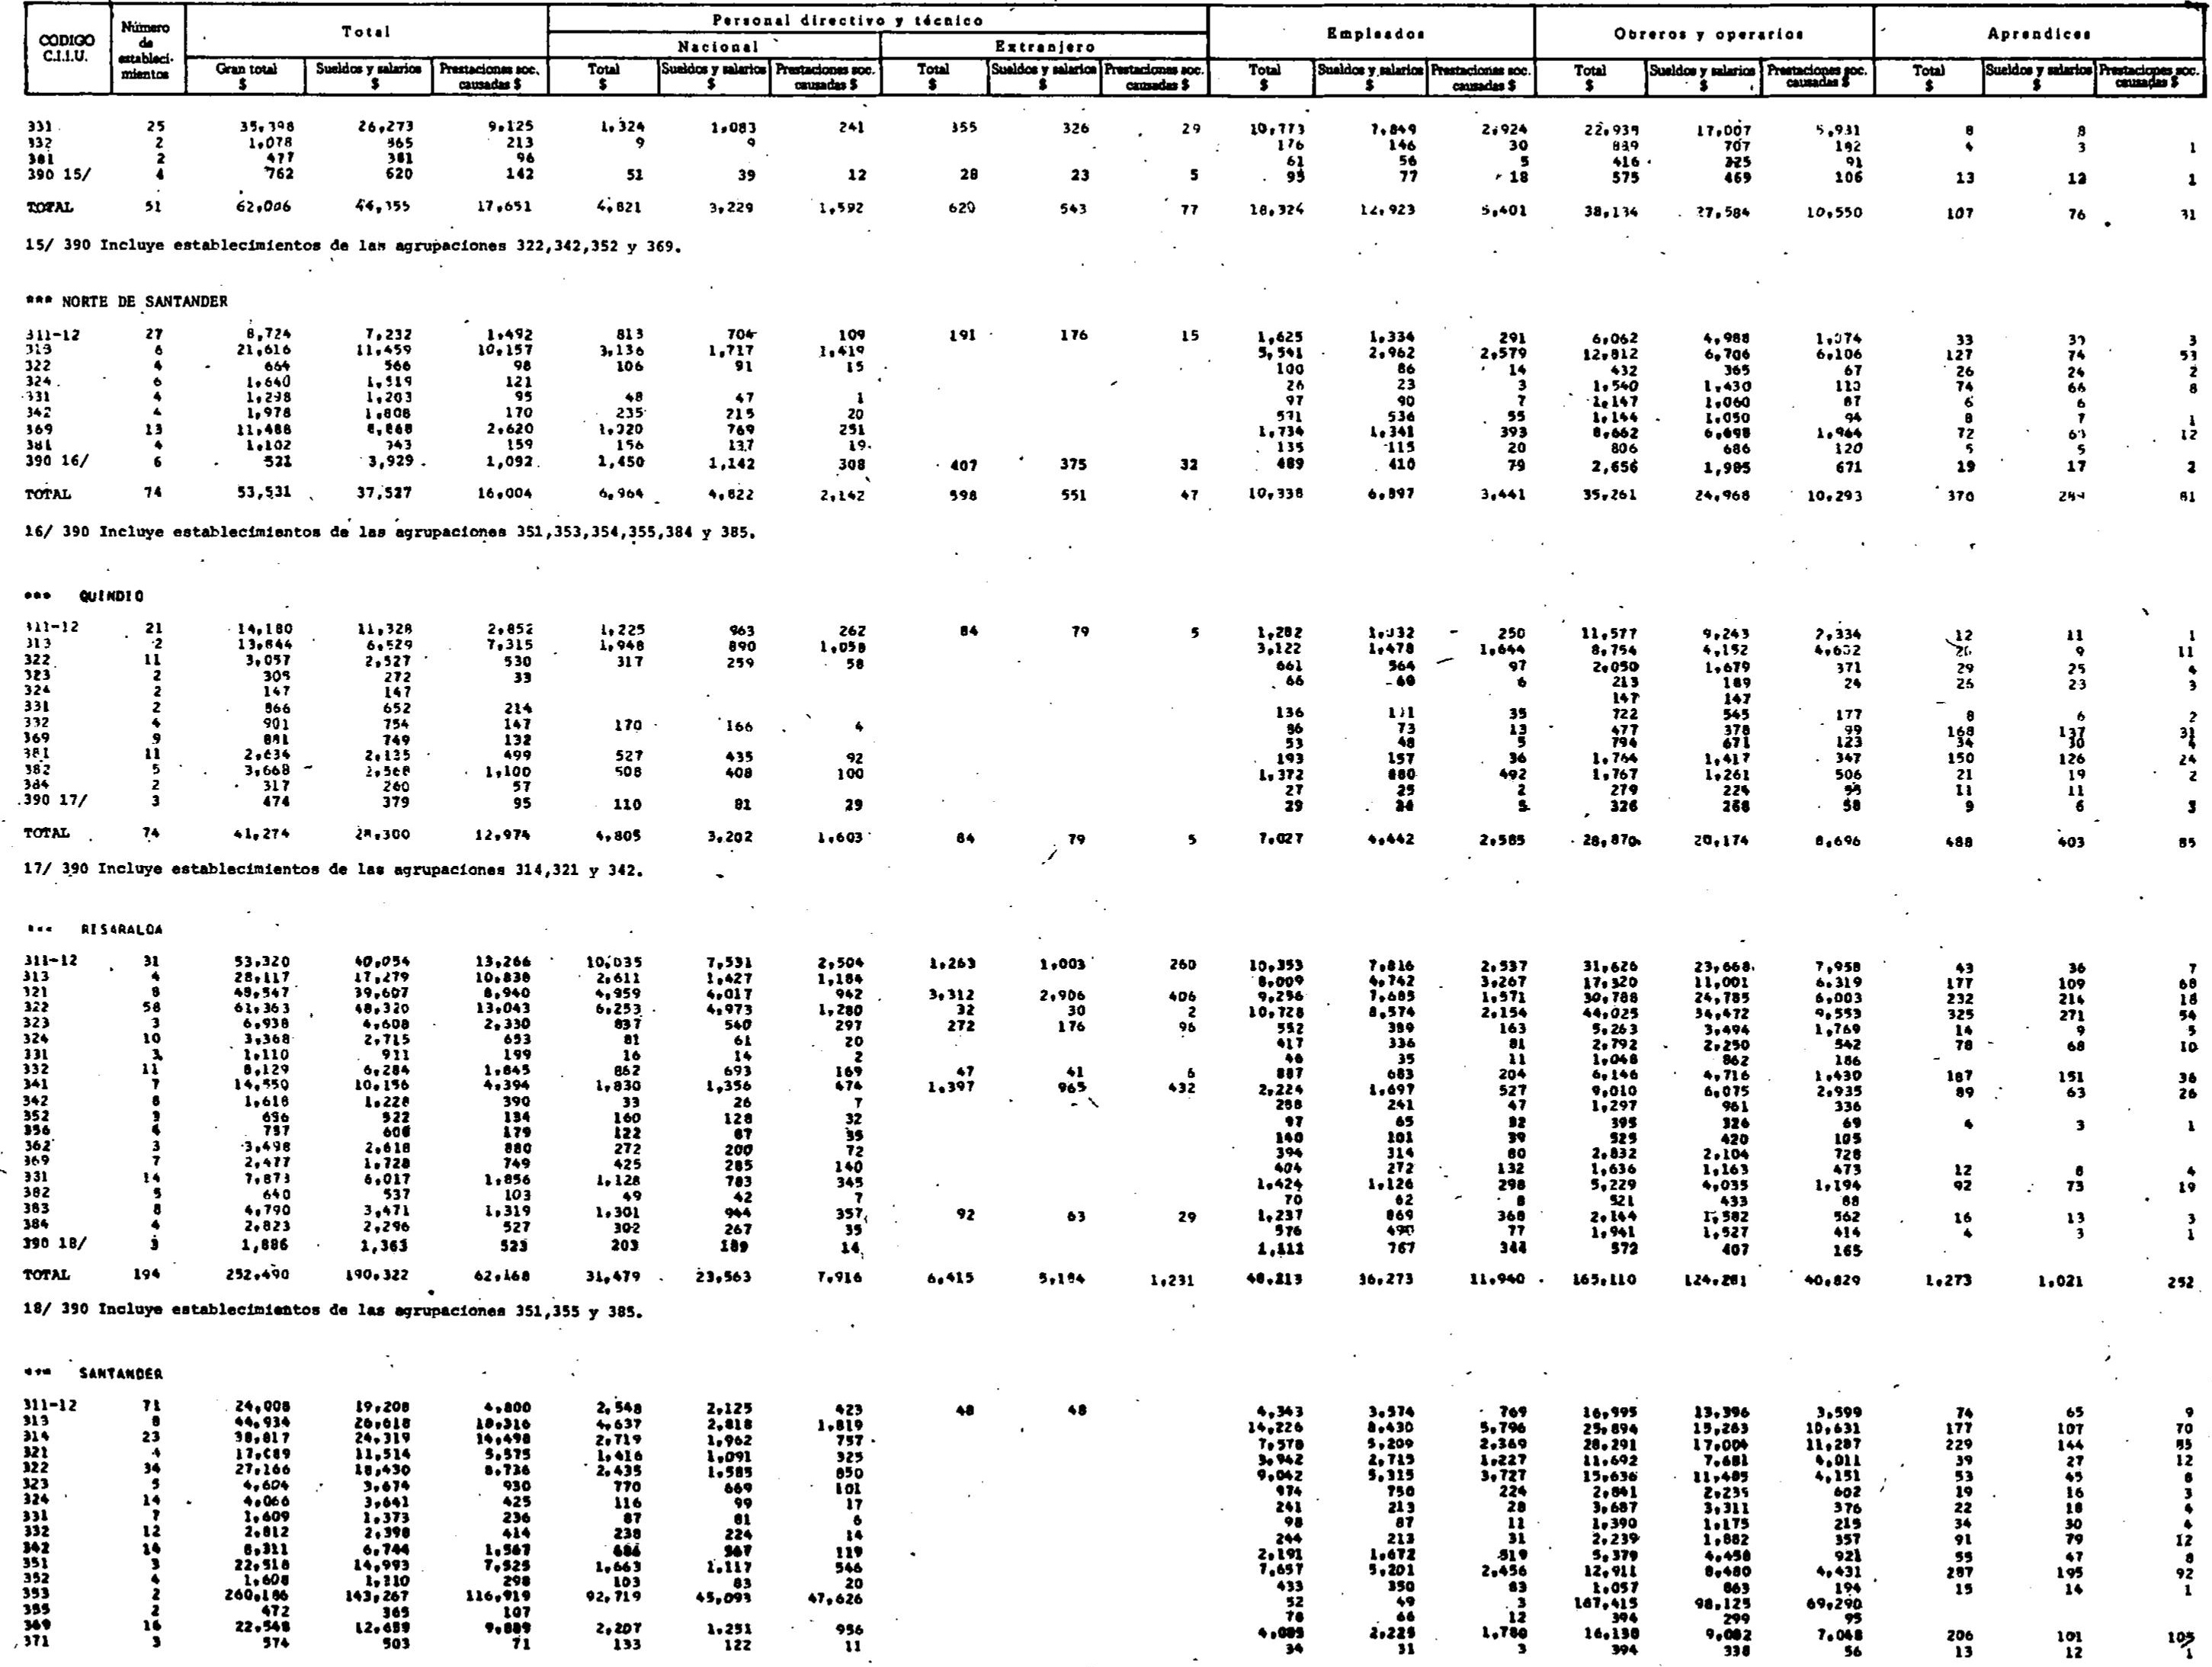 CODIGO C.I.I.U. Número de estableci- mientos Total Personal directivo y técnico Empleados Obreros y operarios Aprendices
Nacional Extranjero
Gran total $ Sueldos y salarios $ Prestaciones soc. causadas $ Total $ Sueldos y salarios $ Prestaciones soc. causadas $ Total $ Sueldos y salarios $ Prestaciones soc. causadas $ Total $ Sueldos y salarios $ Prestaciones soc. causadas $ Total $ Sueldos y salarios $ Prestaciones soc. causadas $ Total $ Sueldos y salarios $ Prestaciones soc. causadas $
331 25 35,398 26,273 9,125 1,324 1,083 241 355 326 29 10,773 7,849 2,924 22,938 17,007 5,931 8 8
332 2 1,078 865 213 9 9 176 146 30 889 707 182 4 3 1
381 2 477 381 96 61 56 5 416 325 91
390 15/ 4 762 620 142 51 39 12 28 23 5 95 77 18 575 469 106 13 12 1
TOTAL 51 62,006 44,355 17,651 4,821 3,229 1,592 620 543 77 18,324 12,923 5,401 38,134 27,584 10,550 107 76 31
15/ 390 Incluye establecimientos de las agrupaciones 322,342,352 y 369.
*** NORTE DE SANTANDER
311-12 27 8,724 7,232 1,492 813 704 109 191 176 15 1,625 1,334 291 6,062 4,988 1,074 33 30 3
313 6 21,616 11,459 10,157 3,136 1,717 1,419 5,541 2,962 2,579 12,812 6,706 6,106 127 74 53
322 4 664 566 98 106 91 15 100 86 14 432 365 67 26 24 2
324 6 1,640 1,519 121 26 23 3 1,540 1,430 110 74 66 8
331 4 1,298 1,203 95 48 47 1 97 90 7 1,147 1,060 87 6 6
342 4 1,978 1,808 170 235 215 20 591 536 55 1,144 1,050 94 8 7 1
369 13 11,488 8,868 2,620 1,020 769 251 1,734 1,341 393 8,662 6,698 1,964 72 60 12
381 4 1,102 943 159 156 137 19 135 115 20 806 686 120 5 5
390 16/ 6 521 3,929 1,092 1,450 1,142 308 407 375 32 489 410 79 2,656 1,985 671 19 17 2
TOTAL 74 53,531 37,527 16,004 6,964 4,822 2,142 598 551 47 10,338 6,897 3,441 35,261 24,968 10,293 370 289 81
16/ 390 Incluye establecimientos de las agrupaciones 351,353,354,355,384 y 385.
*** QUINDIO
311-12 21 14,180 11,328 2,852 1,225 963 262 84 79 5 1,282 1,032 250 11,577 9,243 2,334 12 11 1
313 2 13,844 6,529 7,315 1,948 890 1,058 3,122 1,478 1,644 8,754 4,152 4,602 20 9 11
322 11 3,057 2,527 530 317 259 58 661 564 97 2,050 1,679 371 29 25 4
323 2 305 272 33 66 60 6 213 189 24 26 23 3
324 2 147 147 147 147
331 2 866 652 214 136 101 35 722 545 177 8 6 2
332 4 901 754 147 170 166 4 86 73 13 477 378 99 168 137 31
369 9 881 749 132 53 48 5 794 671 123 34 30 4
381 11 2,634 2,135 499 527 435 92 193 157 36 1,764 1,417 347 150 126 24
382 5 3,668 2,568 1,100 508 408 100 1,372 880 492 1,767 1,261 506 21 19 2
384 2 317 260 57 27 25 2 279 224 55 11 11
390 17/ 3 474 379 95 110 81 29 29 24 5 326 268 58 9 6 3
TOTAL 74 41,274 28,300 12,974 4,805 3,202 1,603 84 79 5 7,027 4,442 2,585 28,870 20,174 8,696 488 403 85
17/ 390 Incluye establecimientos de las agrupaciones 314,321 y 342.
*** RISARALDA
311-12 31 53,320 40,054 13,266 10,035 7,531 2,504 1,263 1,003 260 10,353 7,816 2,537 31,626 23,668 7,958 43 36 7
313 4 28,117 17,279 10,838 2,611 1,427 1,184 8,009 4,742 3,267 17,320 11,001 6,319 177 109 68
321 8 48,547 39,607 8,940 4,959 4,017 942 3,312 2,906 406 9,256 7,685 1,571 30,788 24,785 6,003 232 214 18
322 58 61,363 48,320 13,043 6,253 4,973 1,280 32 30 2 10,728 8,574 2,154 44,025 34,472 9,553 325 271 54
323 3 6,938 4,608 2,330 837 540 297 272 176 96 552 389 163 5,263 3,494 1,769 14 9 5
324 10 3,368 2,715 653 81 61 20 417 336 81 2,792 2,250 542 78 68 10
331 3 1,110 911 199 16 14 2 46 35 11 1,048 862 186
332 11 8,129 6,284 1,845 862 693 169 47 41 6 887 683 204 6,146 4,716 1,430 187 151 36
341 7 14,550 10,156 4,394 1,830 1,356 474 1,397 965 432 2,224 1,697 527 9,010 6,075 2,935 89 63 26
342 8 1,618 1,228 390 33 26 7 288 241 47 1,297 961 336
352 3 656 522 134 160 128 32 97 65 32 395 326 69 4 3 1
356 4 787 608 179 122 87 35 140 101 39 525 420 105
362 3 3,498 2,618 880 272 200 72 394 314 80 2,832 2,104 728
369 7 2,477 1,728 749 425 285 140 404 272 132 1,636 1,163 473 12 8 4
331 14 7,873 6,017 1,856 1,128 783 345 1,424 1,126 298 5,229 4,035 1,194 92 73 19
382 5 640 537 103 49 42 7 70 62 8 521 433 88
383 8 4,790 3,471 1,319 1,301 944 357 92 63 29 1,237 869 368 2,144 1,582 562 16 13 3
384 4 2,823 2,296 527 302 267 35 576 499 77 1,941 1,527 414 4 3 1
390 18/ 3 1,886 1,363 523 203 189 14 1,111 767 344 572 407 165
TOTAL 194 252,490 190,322 62,168 31,479 23,563 7,916 6,415 5,184 1,231 48,213 36,273 11,940 165,110 124,281 40,829 1,273 1,021 252
18/ 390 Incluye establecimientos de las agrupaciones 351,355 y 385.
*** SANTANDER
311-12 71 24,008 19,208 4,800 2,548 2,125 423 48 48 4,343 3,574 769 16,995 13,396 3,599 74 65 9
313 8 44,934 26,618 18,316 4,637 2,818 1,819 14,226 8,430 5,796 25,894 15,263 10,631 177 107 70
314 23 38,817 24,319 14,498 2,719 1,962 757 7,578 5,209 2,369 28,291 17,004 11,287 229 144 85
321 4 17,089 11,514 5,575 1,416 1,091 325 3,942 2,715 1,227 11,692 7,681 4,011 39 27 12
322 34 27,166 18,430 8,736 2,435 1,585 850 9,042 5,315 3,727 15,636 11,485 4,151 53 45 8
323 5 4,604 3,674 930 770 669 101 974 750 224 2,841 2,239 602 19 16 3
324 14 4,066 3,641 425 116 99 17 241 213 28 3,687 3,311 376 22 18 4
331 7 1,609 1,373 236 87 81 6 98 87 11 1,390 1,175 215 34 30 4
332 12 2,812 2,398 414 238 224 14 244 213 31 2,239 1,882 357 91 79 12
342 14 8,311 6,744 1,567 686 567 119 2,191 1,672 519 5,379 4,458 921 55 47 8
351 3 22,518 14,993 7,525 1,663 1,117 546 7,657 5,201 2,456 12,911 8,480 4,431 287 195 92
352 4 1,608 1,310 298 103 83 20 433 350 83 1,057 863 194 15 14 1
353 2 260,186 143,267 116,919 92,719 45,093 47,626 52 49 3 167,415 98,125 69,290
355 2 472 365 107 78 66 12 394 299 95
369 16 22,548 12,659 9,889 2,207 1,251 956 4,005 2,225 1,780 16,130 9,082 7,048 206 101 105
371 3 574 503 71 133 122 11 34 31 3 394 338 56 13 12 1